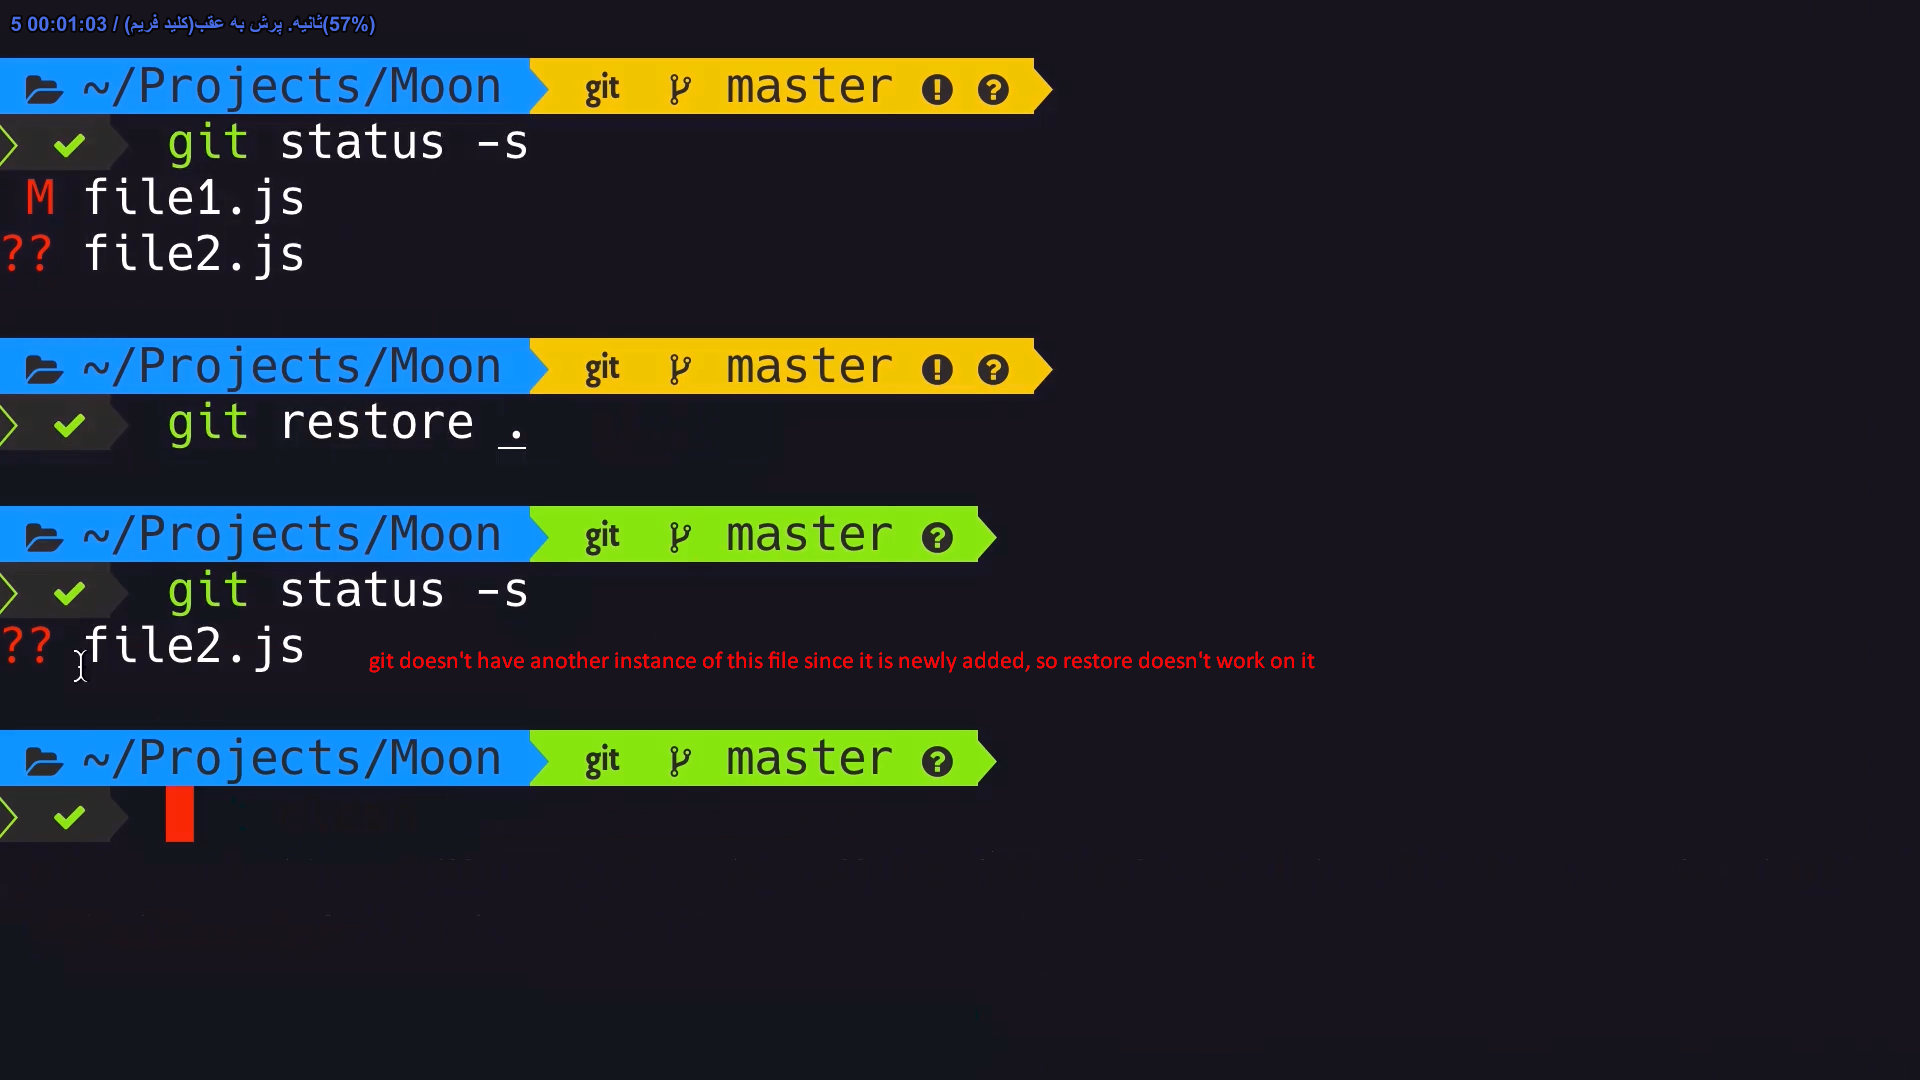 5 00:01:03 / ثانیه. پرش به عقب(کلید فریم)(57%)
~/Projects/Moon git master ! ?
git status -s
M file1.js
?? file2.js
~/Projects/Moon git master ! ?
git restore .
~/Projects/Moon git master ?
git status -s
?? file2.js git doesn't have another instance of this file since it is newly added, so restore doesn't work on it
~/Projects/Moon git master ?